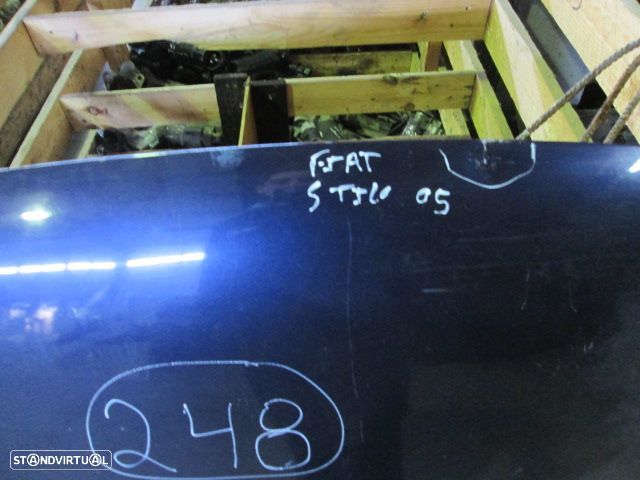 FIAT
STILO 05
248
STANDVIRTUAL